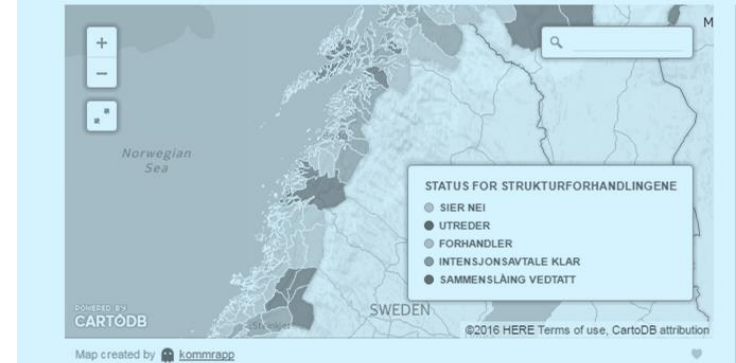 M
+
−
Norwegian
Sea
STATUS FOR STRUKTURFORHANDLINGENE
SIER NEI
UTREDER
FORHANDLER
INTENSJONSAVTALE KLAR
SAMMENSLÅING VEDTATT
SWEDEN
POWERED BY
CARTODB
©2016 HERE Terms of use, CartoDB attribution
Map created by kommrapp